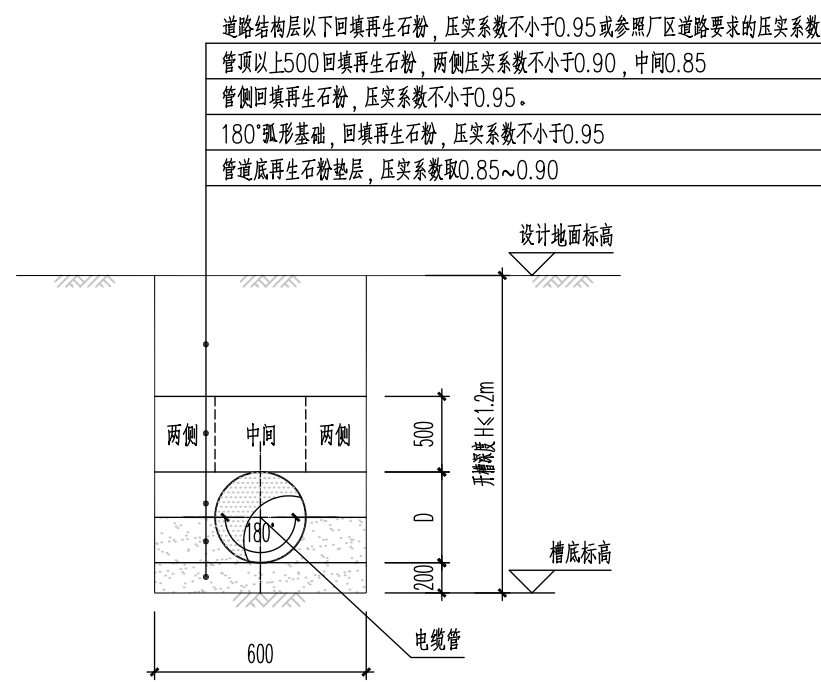 道路结构层以下回填再生石粉，压实系数不小于0.95或参照厂区道路要求的压实系数
管顶以上500回填再生石粉，两侧压实系数不小于0.90，中间0.85
管侧回填再生石粉，压实系数不小于0.95。
180°弧形基础，回填再生石粉，压实系数不小于0.95
管道底再生石粉垫层，压实系数取0.85~0.90
设计地面标高
两侧
中间
两侧
500
开槽深度H≤1.2m
D
180°
槽底标高
200
电缆管
600